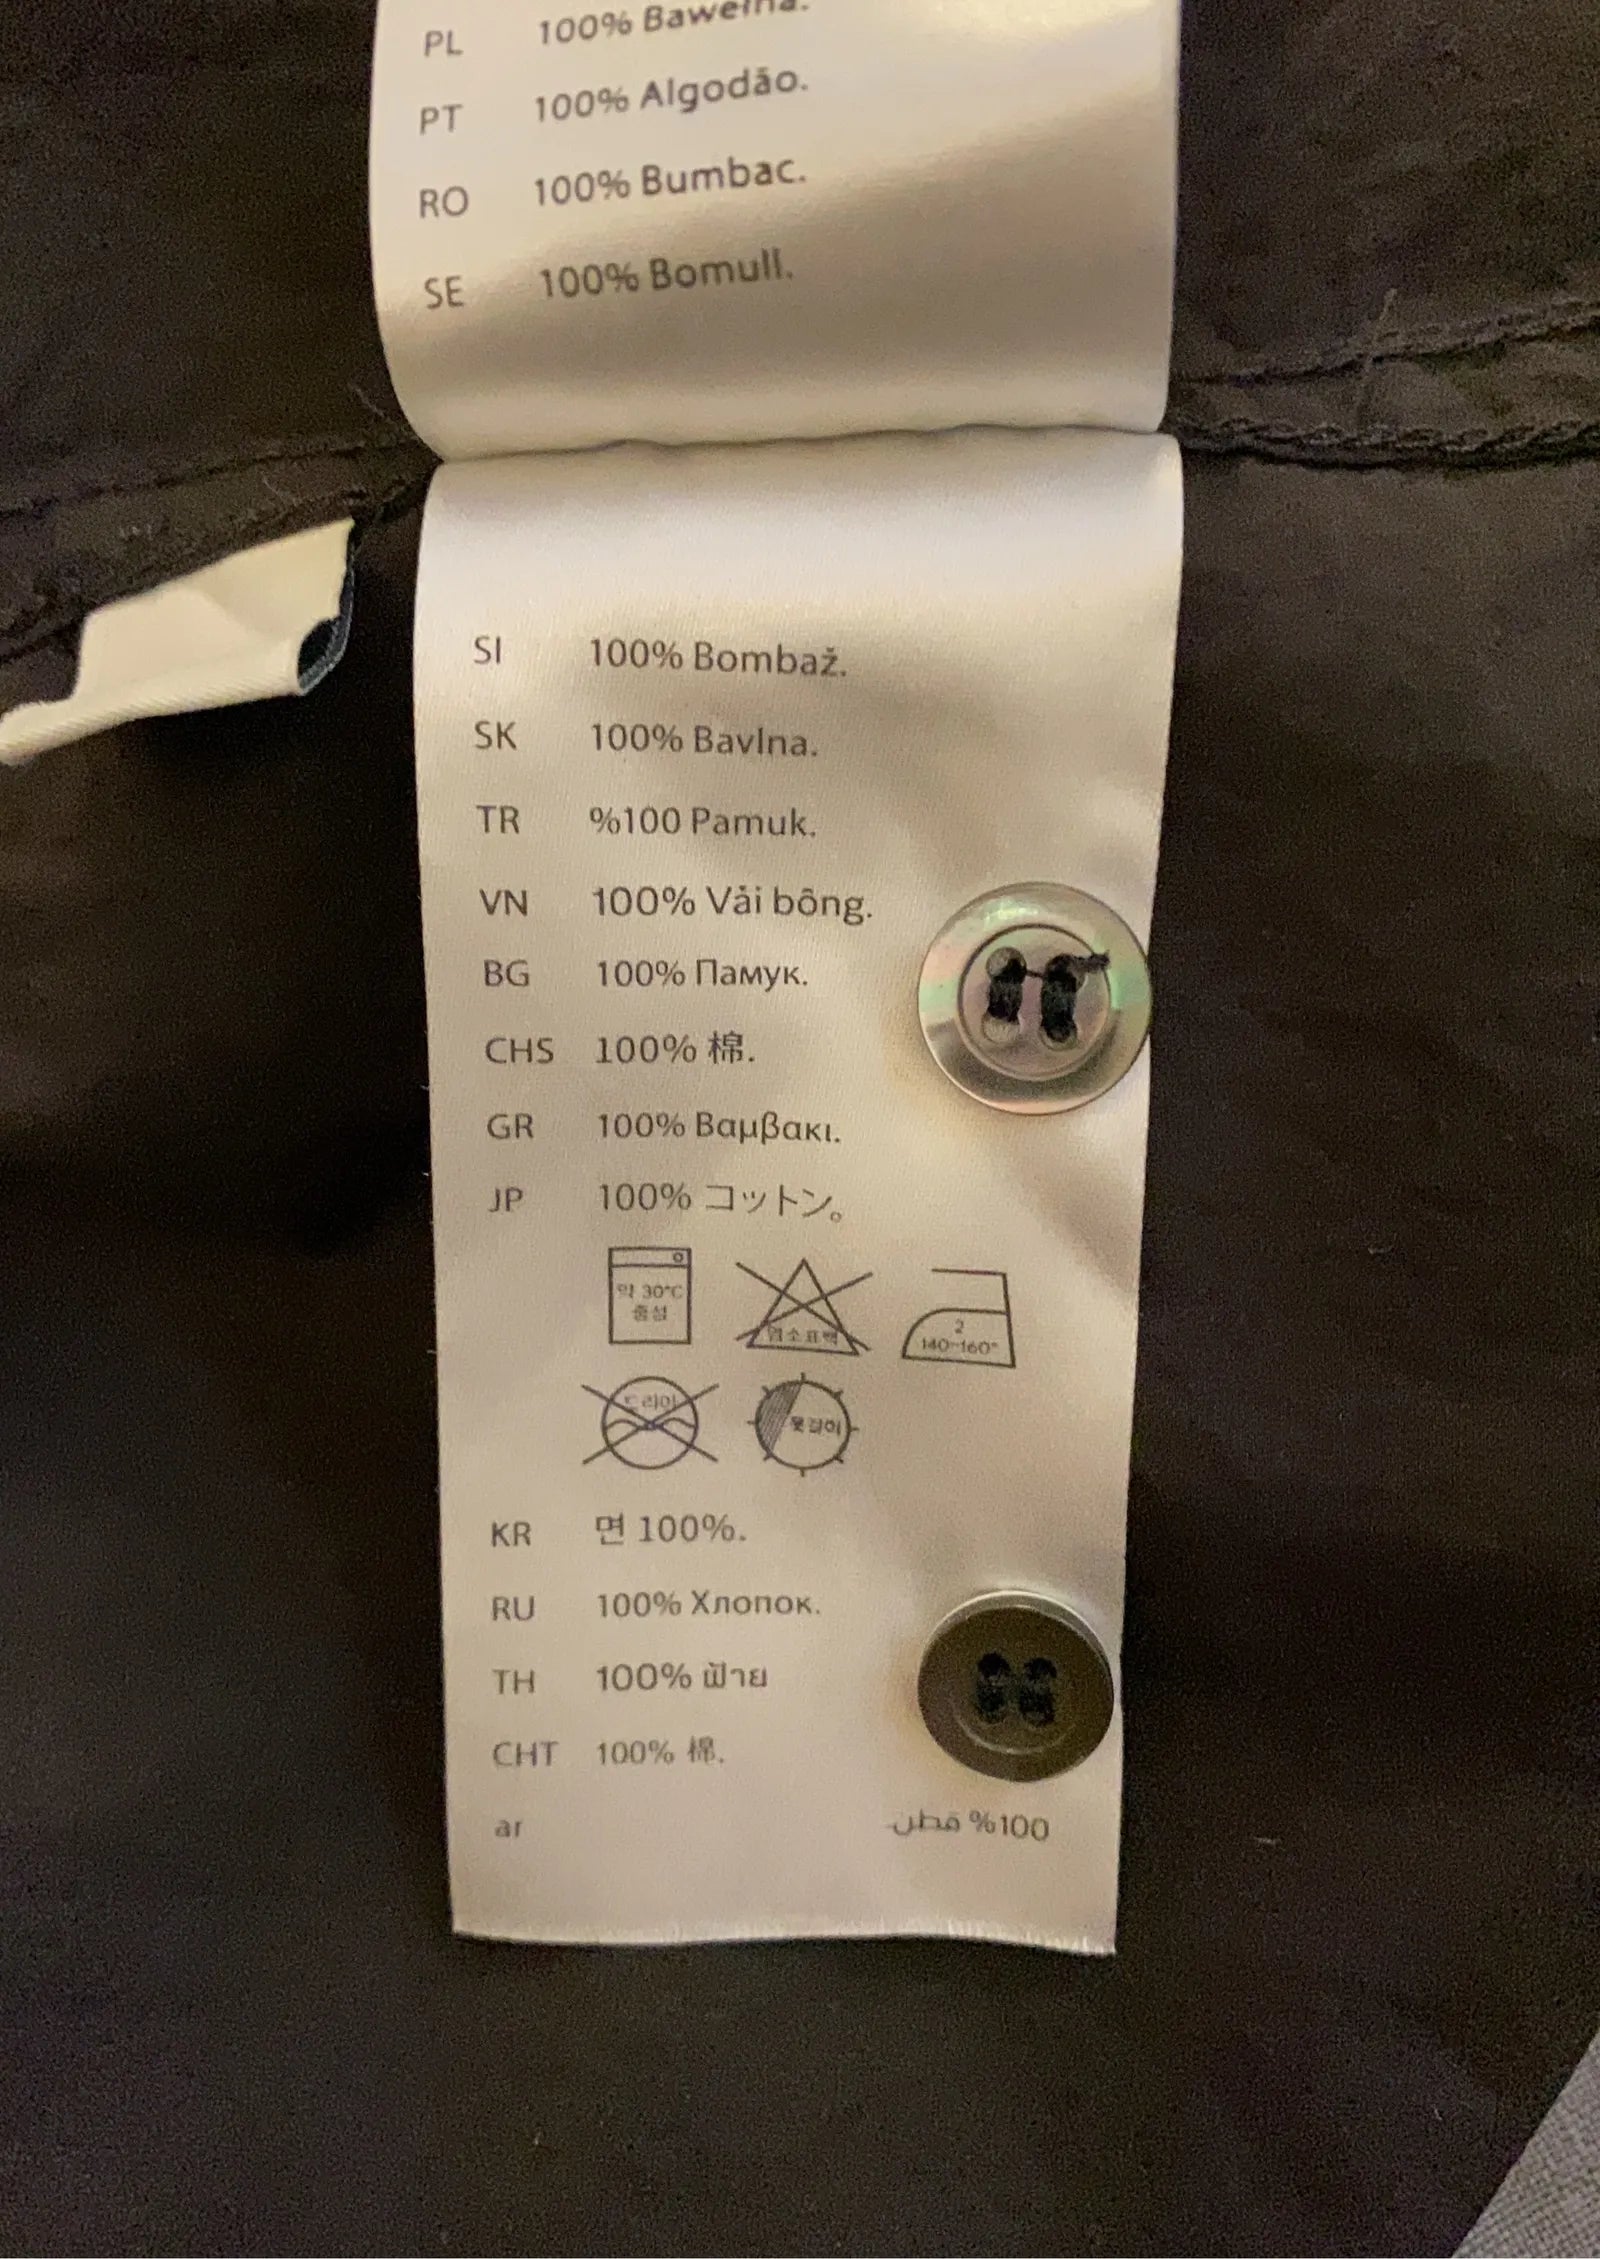 PL 100% Bawełna.
PT 100% Algodão.
RO 100% Bumbac.
SE 100% Bomull.
SI 100% Bombaž.
SK 100% Bavlna.
TR %100 Pamuk.
VN 100% Vải bông.
BG 100% Памук.
CHS 100% 棉.
GR 100% Βαμβακι.
JP 100% コットン。
약 30°C
중성
염소표백
2
140~160°
드라이
옷걸이
KR 면 100%.
RU 100% Хлопок.
TH 100% ฝ้าย
CHT 100% 棉.
ar 100% قطن